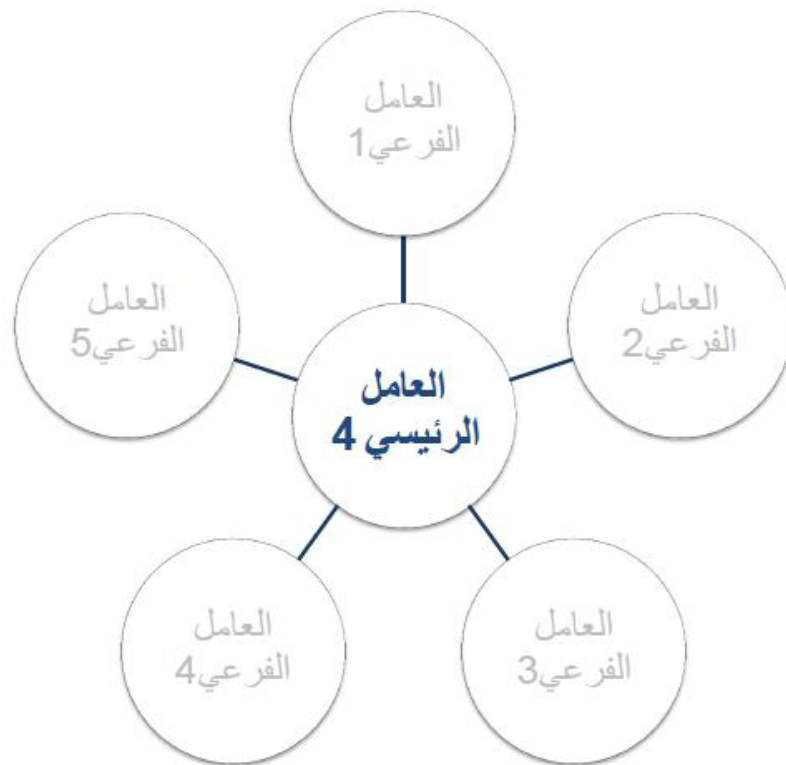 العامل
الفرعي1
العامل
الفرعي2
العامل
الفرعي5
العامل
الرئيسي 4
العامل
الفرعي3
العامل
الفرعي4